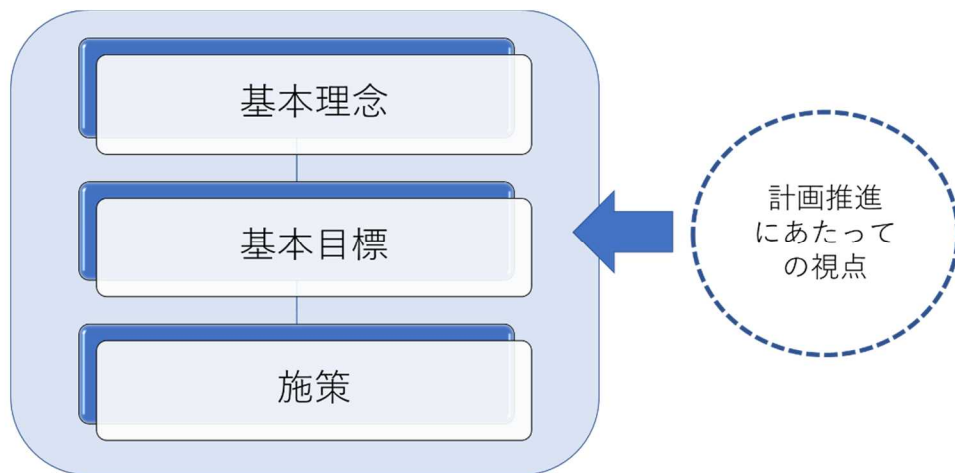 基本理念
基本目標
施策
計画推進
にあたって
の視点